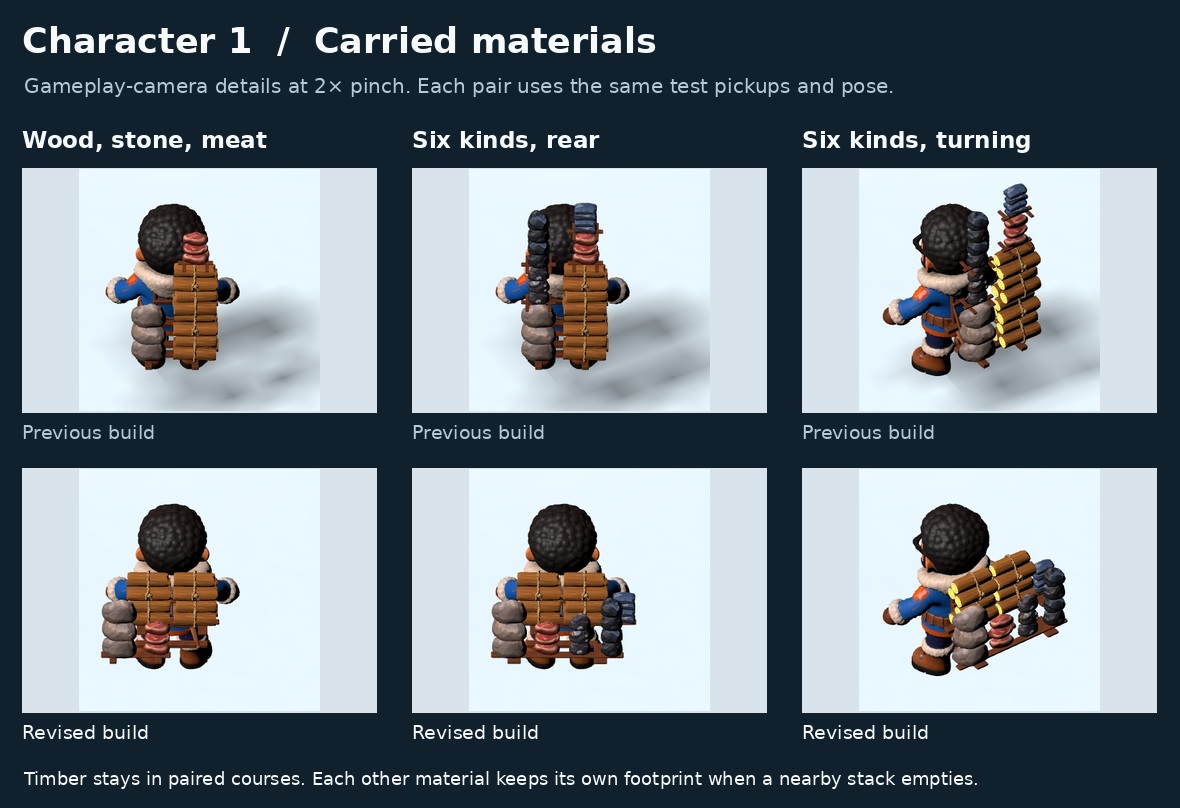 Character 1 / Carried materials
Gameplay-camera details at 2× pinch. Each pair uses the same test pickups and pose.
Wood, stone, meat
Six kinds, rear
Six kinds, turning
Previous build
Previous build
Previous build
Revised build
Revised build
Revised build
Timber stays in paired courses. Each other material keeps its own footprint when a nearby stack empties.